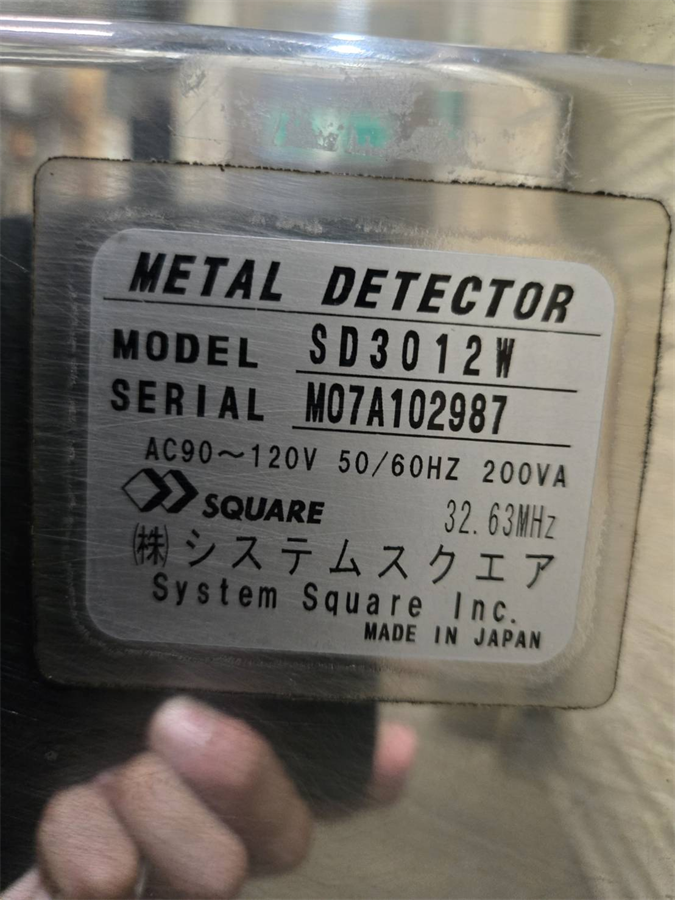 METAL DETECTOR
MODEL SD3012W
SERIAL M07A102987
AC90～120V 50/60HZ 200VA
SQUARE 32.63MHz
㈱システムスクエア
System Square Inc.
MADE IN JAPAN